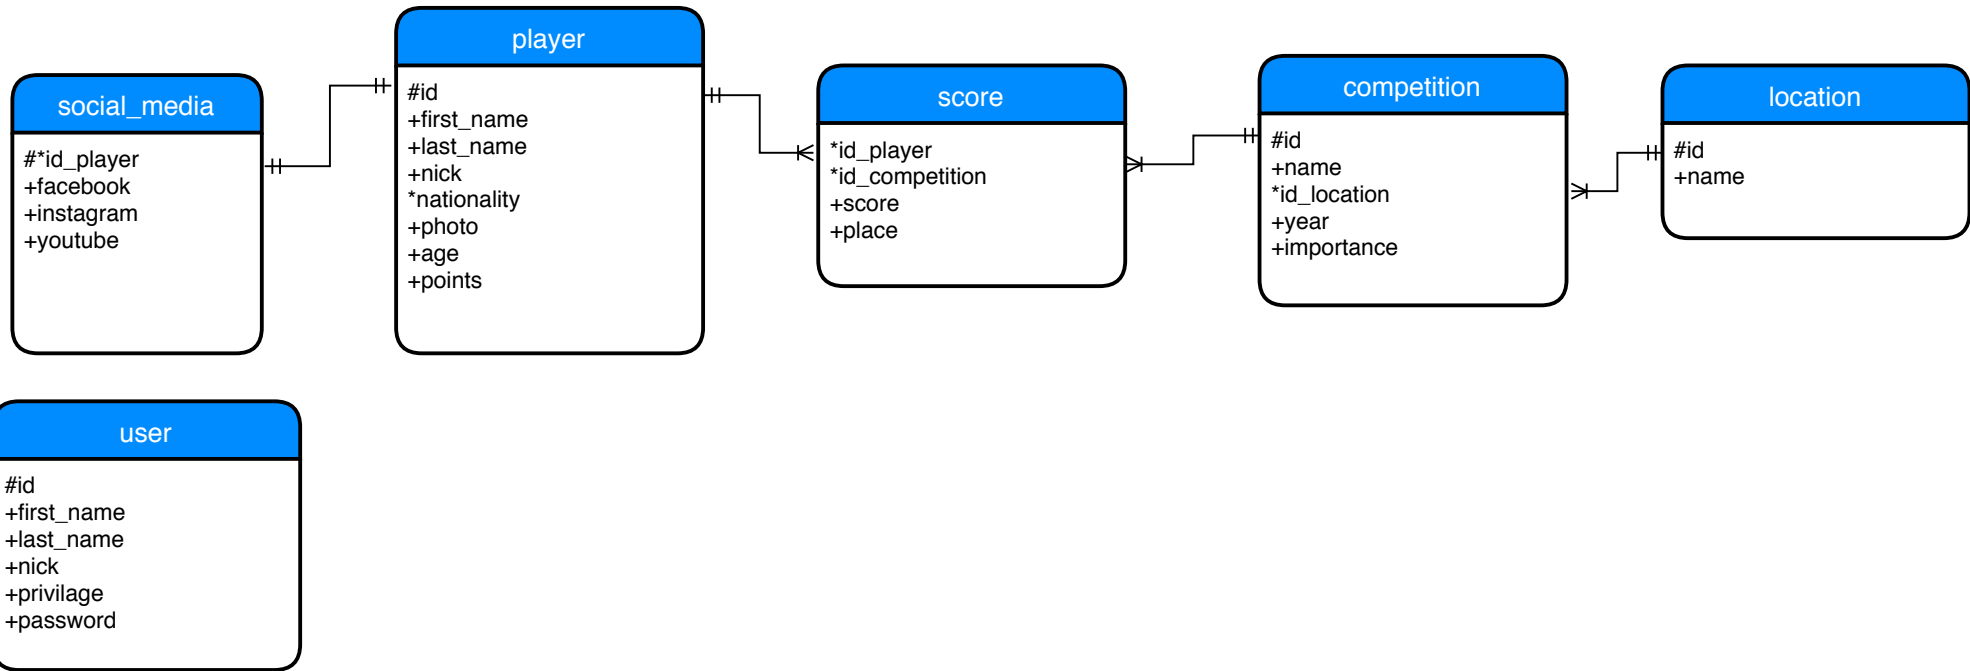 social_media
#*id_player
+facebook
+instagram
+youtube
player
#id
+first_name
+last_name
+nick
*nationality
+photo
+age
+points
score
*id_player
*id_competition
+score
+place
competition
#id
+name
*id_location
+year
+importance
location
#id
+name
user
#id
+first_name
+last_name
+nick
+privilage
+password